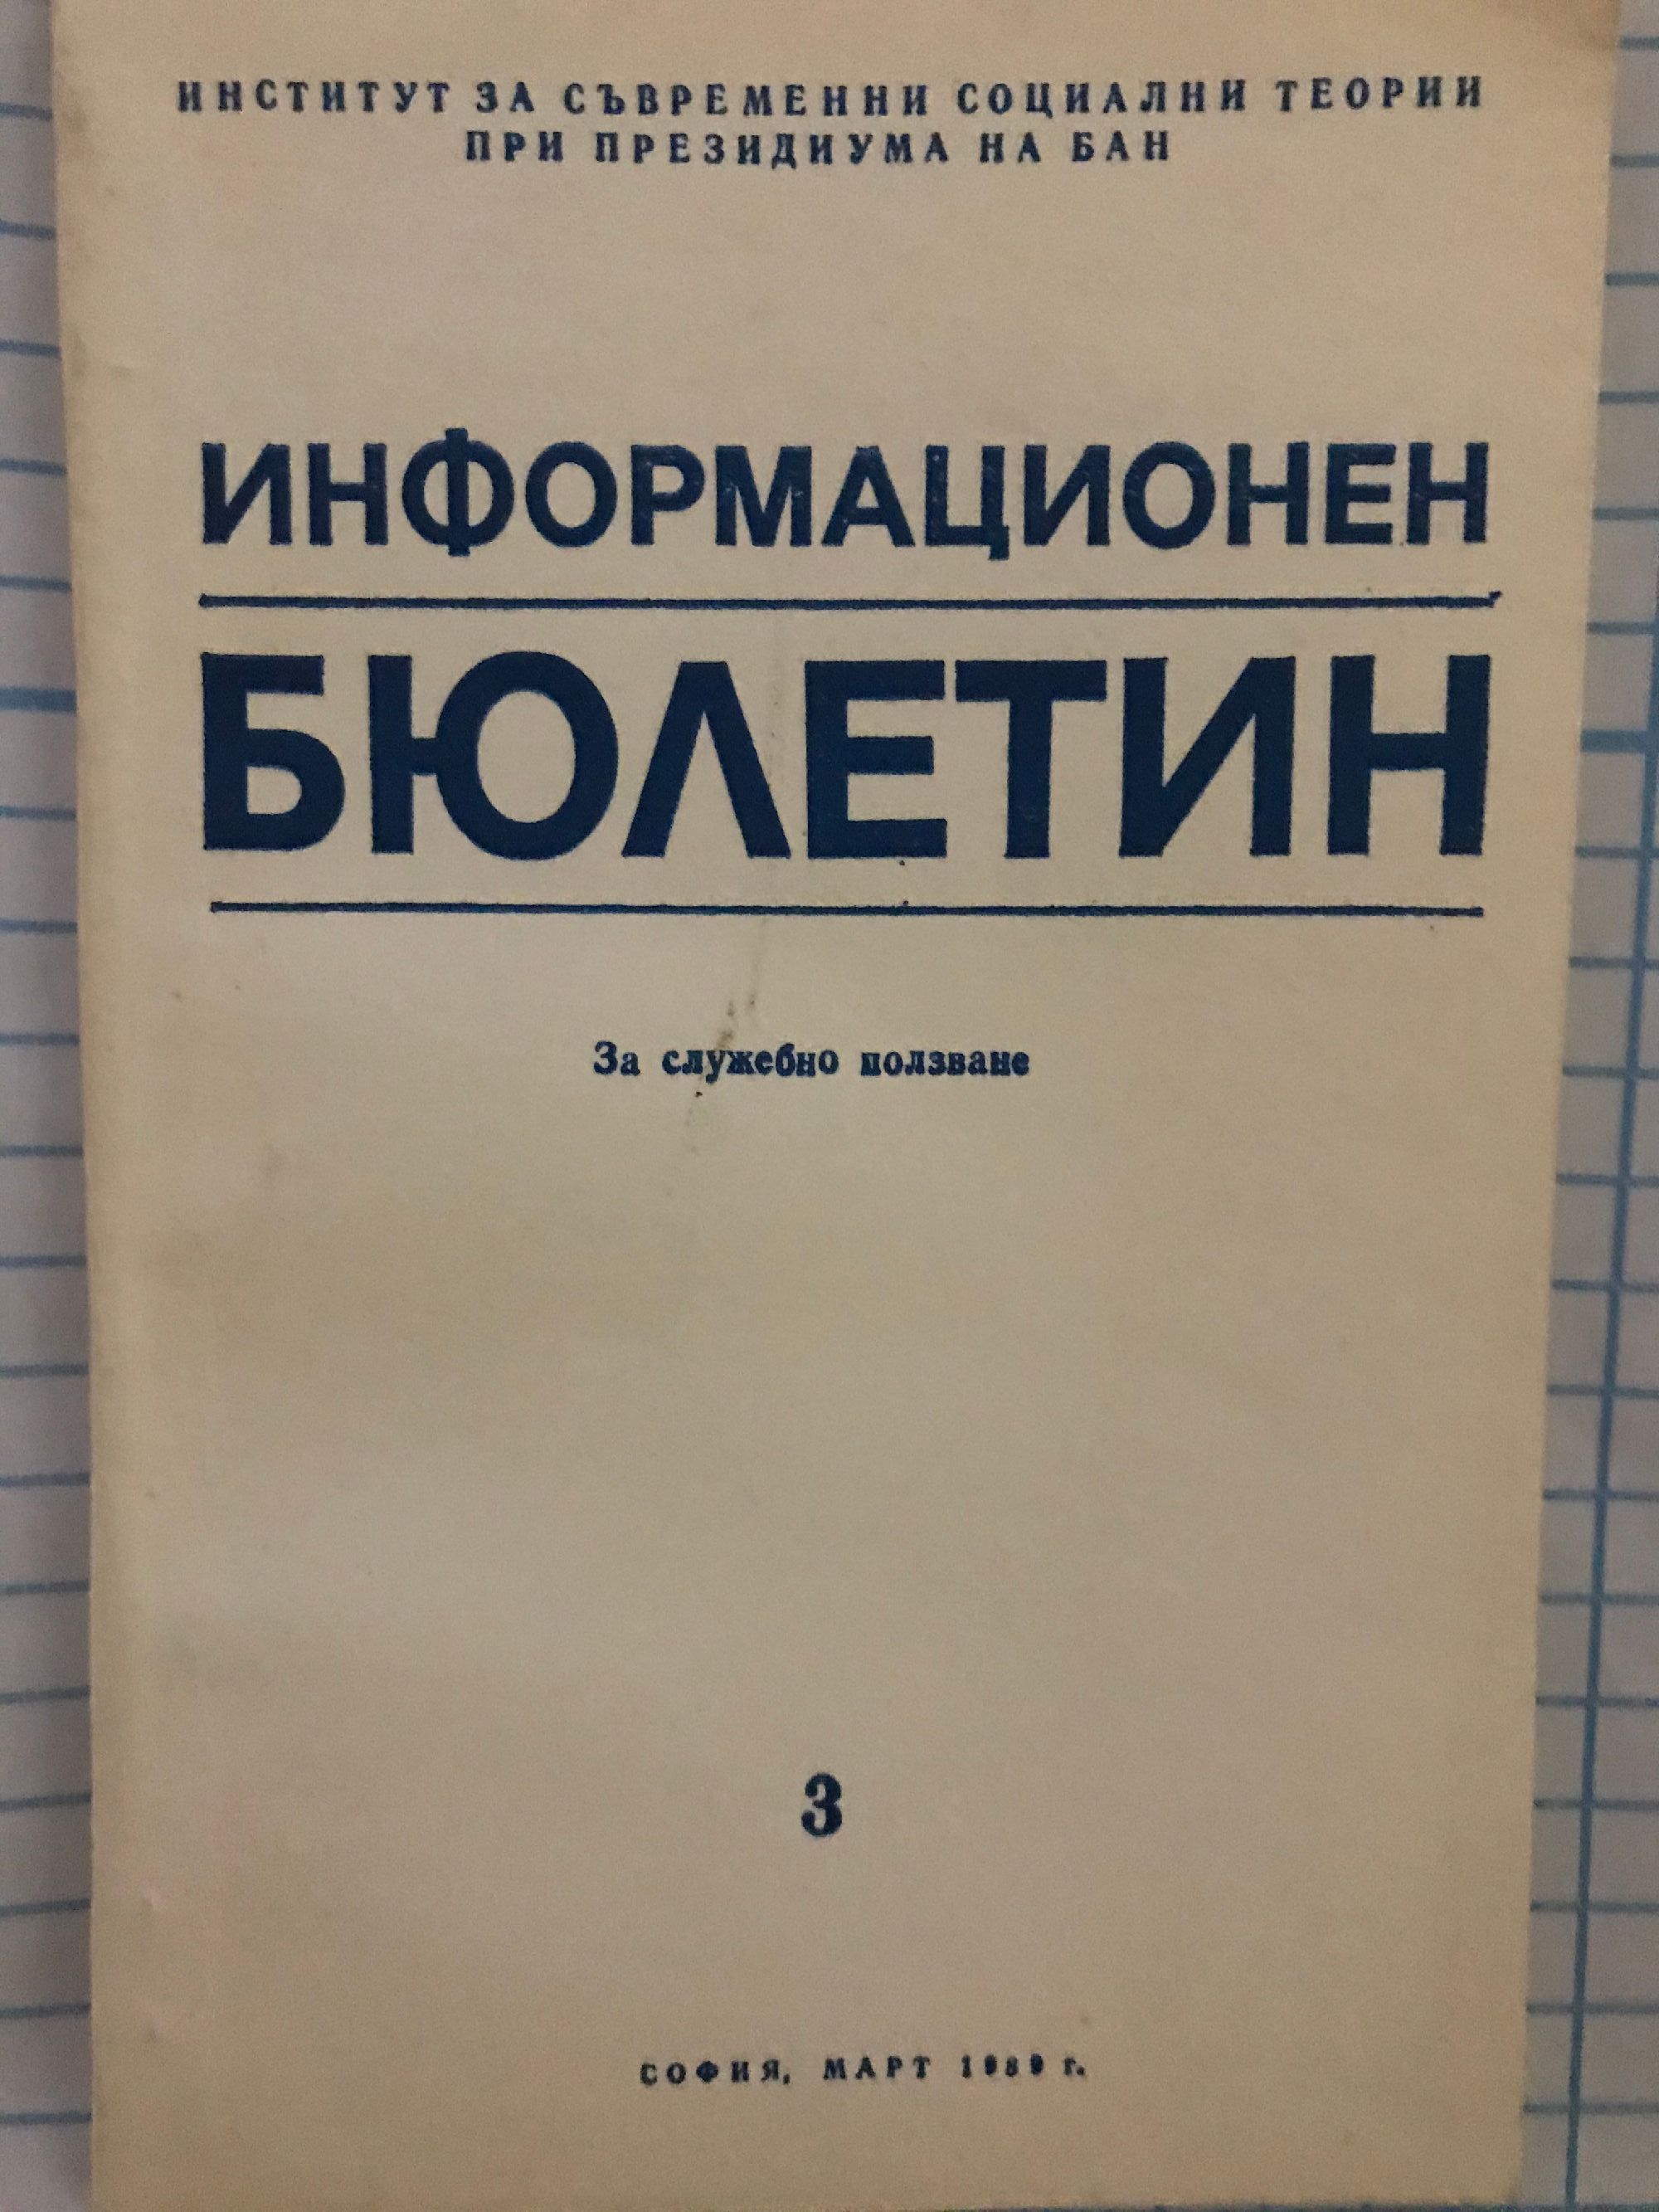 ИНСТИТУТ ЗА СЪВРЕМЕННИ СОЦИАЛНИ ТЕОРИИ
ПРИ ПРЕЗИДИУМА НА БАН
ИНФОРМАЦИОНЕН
БЮЛЕТИН
За служебно ползване
3
СОФИЯ, МАРТ 1989 г.